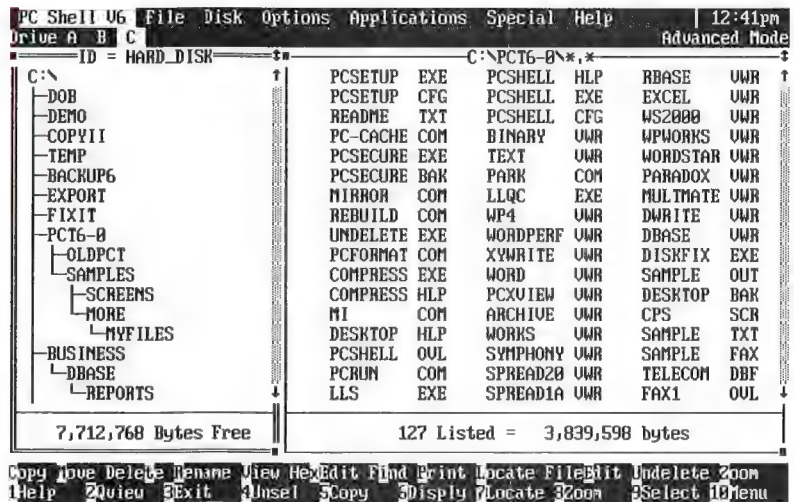 PC Shell V6 File Disk Options Applications Special Help 12:41pm
Drive A B C Advanced Mode
ID = HARD_DISK
C:\PCT6-0\*.*
C:\
DOB
DEMO
COPYII
TEMP
BACKUP6
EXPORT
FIXIT
PCT6-0
OLDPCT
SAMPLES
SCREENS
MORE
MYFILES
BUSINESS
DBASE
REPORTS
PCSETUP EXE PCSHELL HLP RBASE VWR
PCSETUP CFG PCSHELL EXE EXCEL VWR
README TXT PCSHELL CFG WS2000 VWR
PC-CACHE COM BINARY VWR WPWORKS VWR
PCSECURE EXE TEXT VWR WORDSTAR VWR
PCSECURE BAK PARK COM PARADOX VWR
MIRROR COM LLQC EXE MULTMATE VWR
REBUILD COM WP4 VWR DWRITE VWR
UNDELETE EXE WORDPERF VWR DBASE VWR
PCFORMAT COM XYWRITE VWR DISKFIX EXE
COMPRESS EXE WORD VWR SAMPLE OUT
COMPRESS HLP PCXVIEW VWR DESKTOP BAK
MI COM ARCHIVE VWR CPS SCR
DESKTOP HLP WORKS VWR SAMPLE TXT
PCSHELL OVL SYMPHONY VWR SAMPLE FAX
PCRUN COM SPREAD20 VWR TELECOM DBF
LLS EXE SPREAD1A VWR FAX1 OVL
7,712,768 Bytes Free
127 Listed = 3,839,598 bytes
Copy Move Delete Rename View HexEdit Find Print Locate FileEdit Undelete Zoom
1Help 2Qview 3Exit 4Unsel 5Copy 6Disply 7Locate 8Zoom 9Select 10Menu